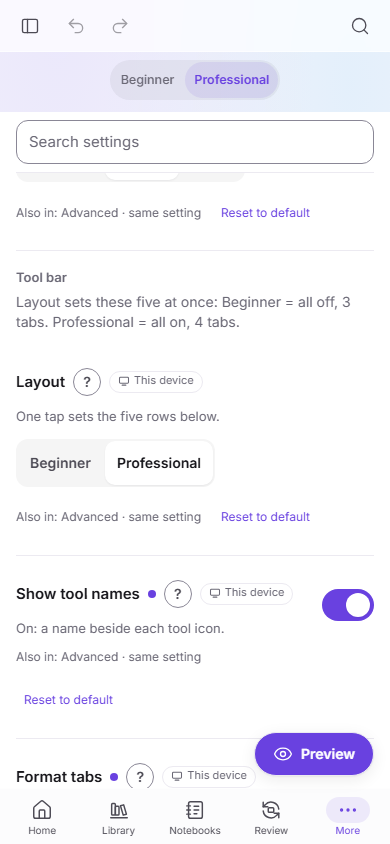 Beginner Professional
Search settings
Also in: Advanced · same setting Reset to default
Tool bar
Layout sets these five at once: Beginner = all off, 3
tabs. Professional = all on, 4 tabs.
Layout ? This device
One tap sets the five rows below.
Beginner Professional
Also in: Advanced · same setting Reset to default
Show tool names ? This device
On: a name beside each tool icon.
Also in: Advanced · same setting
Reset to default
Preview
Format tabs ? This device
Home Library Notebooks Review More